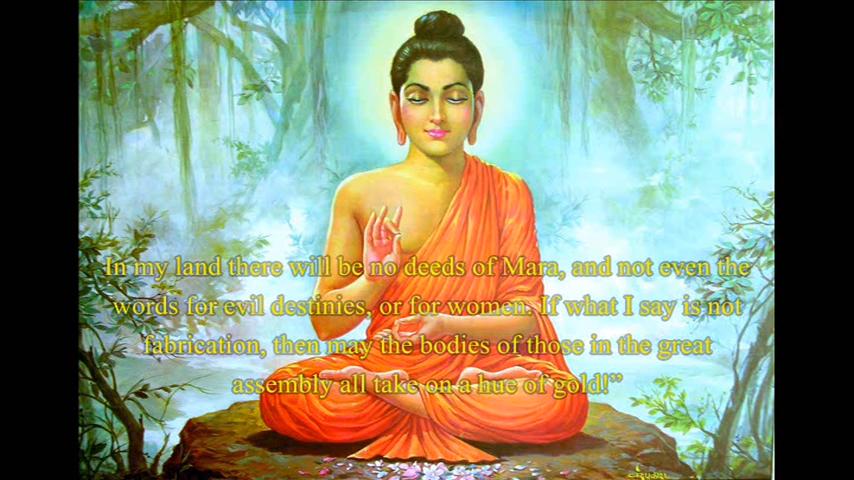 In my land there will be no deeds of Mara, and not even the
words for evil destinies, or for women. If what I say is not
fabrication, then may the bodies of those in the great
assembly all take on a hue of gold!”